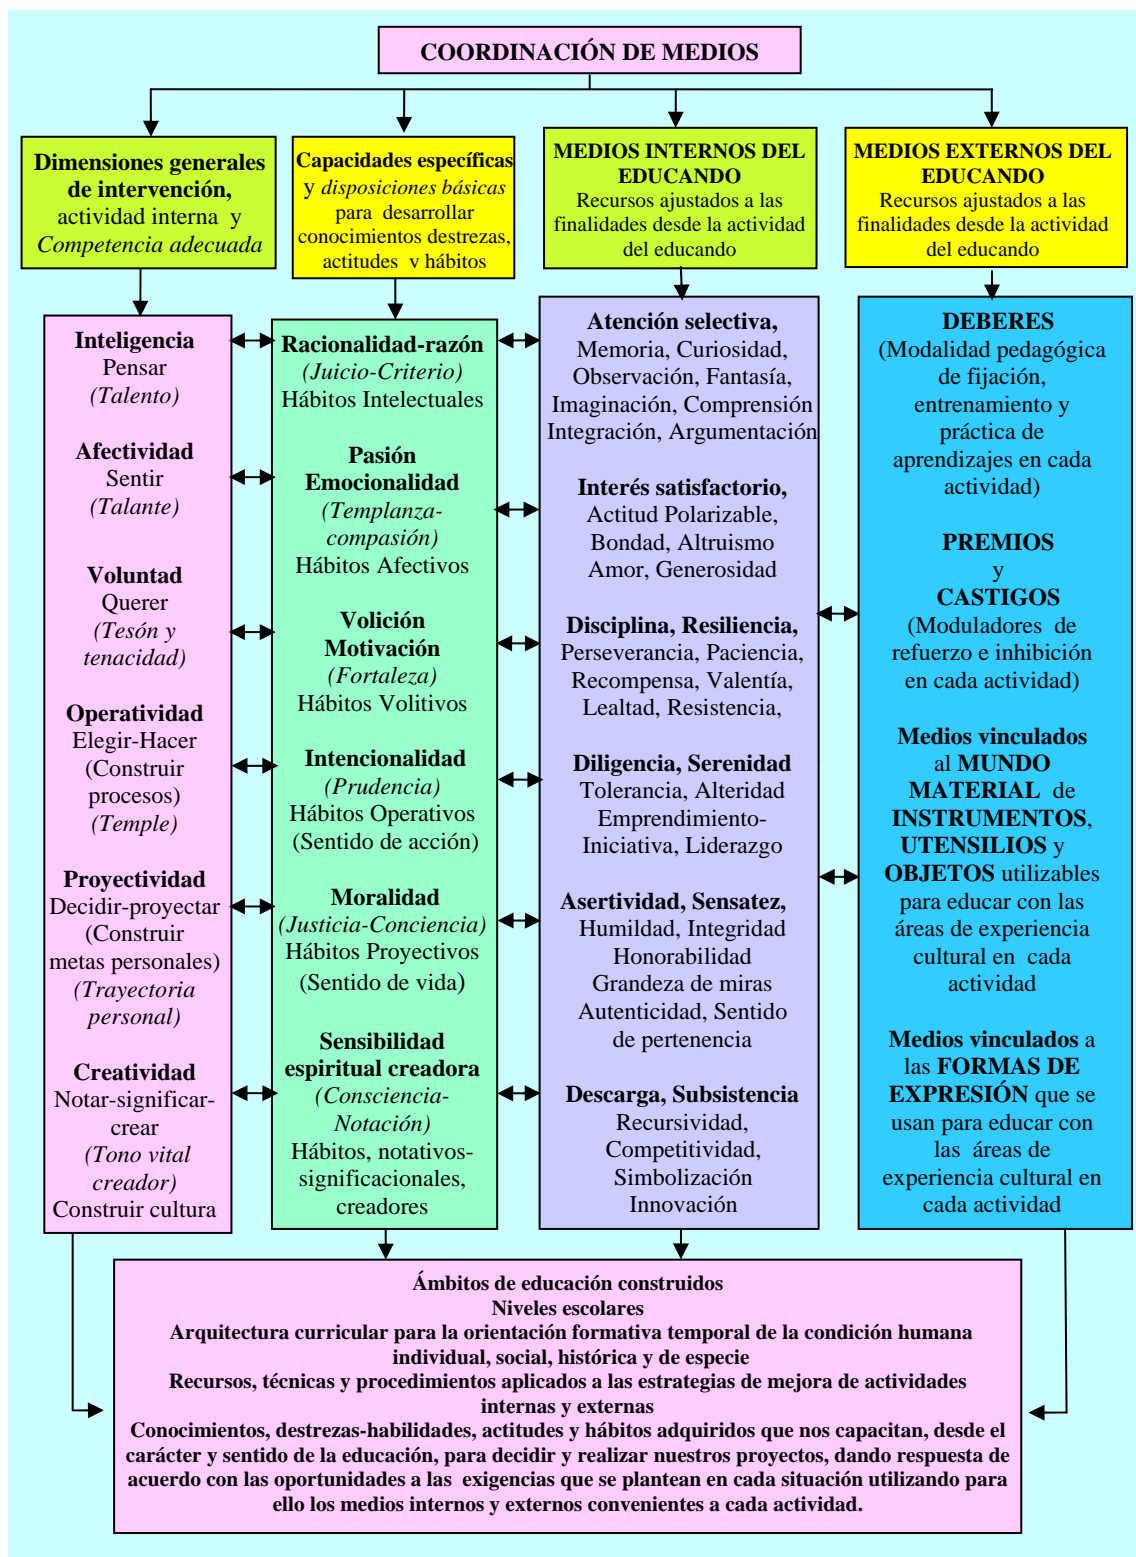 COORDINACIÓN DE MEDIOS
Dimensiones generales
de intervención,
actividad interna y
Competencia adecuada
Capacidades específicas
y disposiciones básicas
para desarrollar
conocimientos destrezas,
actitudes y hábitos
MEDIOS INTERNOS DEL
EDUCANDO
Recursos ajustados a las
finalidades desde la actividad
del educando
MEDIOS EXTERNOS DEL
EDUCANDO
Recursos ajustados a las
finalidades desde la actividad
del educando
Inteligencia
Pensar
(Talento)
Afectividad
Sentir
(Talante)
Voluntad
Querer
(Tesón y
tenacidad)
Operatividad
Elegir-Hacer
(Construir
procesos)
(Temple)
Proyectividad
Decidir-proyectar
(Construir
metas personales)
(Trayectoria
personal)
Creatividad
Notar-significar-
crear
(Tono vital
creador)
Construir cultura
Racionalidad-razón
(Juicio-Criterio)
Hábitos Intelectuales
Pasión
Emocionalidad
(Templanza-
compasión)
Hábitos Afectivos
Volición
Motivación
(Fortaleza)
Hábitos Volitivos
Intencionalidad
(Prudencia)
Hábitos Operativos
(Sentido de acción)
Moralidad
(Justicia-Conciencia)
Hábitos Proyectivos
(Sentido de vida)
Sensibilidad
espiritual creadora
(Consciencia-
Notación)
Hábitos, notativos-
significacionales,
creadores
Atención selectiva,
Memoria, Curiosidad,
Observación, Fantasía,
Imaginación, Comprensión
Integración, Argumentación
Interés satisfactorio,
Actitud Polarizable,
Bondad, Altruismo
Amor, Generosidad
Disciplina, Resiliencia,
Perseverancia, Paciencia,
Recompensa, Valentía,
Lealtad, Resistencia,
Diligencia, Serenidad
Tolerancia, Alteridad
Emprendimiento-
Iniciativa, Liderazgo
Asertividad, Sensatez,
Humildad, Integridad
Honorabilidad
Grandeza de miras
Autenticidad, Sentido
de pertenencia
Descarga, Subsistencia
Recursividad,
Competitividad,
Simbolización
Innovación
DEBERES
(Modalidad pedagógica
de fijación,
entrenamiento y
práctica de
aprendizajes en cada
actividad)
PREMIOS
y
CASTIGOS
(Moduladores de
refuerzo e inhibición
en cada actividad)
Medios vinculados
al MUNDO
MATERIAL de
INSTRUMENTOS,
UTENSILIOS y
OBJETOS utilizables
para educar con las
áreas de experiencia
cultural en cada
actividad
Medios vinculados a
las FORMAS DE
EXPRESIÓN que se
usan para educar con
las áreas de
experiencia cultural en
cada actividad
Ámbitos de educación construidos
Niveles escolares
Arquitectura curricular para la orientación formativa temporal de la condición humana
individual, social, histórica y de especie
Recursos, técnicas y procedimientos aplicados a las estrategias de mejora de actividades
internas y externas
Conocimientos, destrezas-habilidades, actitudes y hábitos adquiridos que nos capacitan, desde el
carácter y sentido de la educación, para decidir y realizar nuestros proyectos, dando respuesta de
acuerdo con las oportunidades a las exigencias que se plantean en cada situación utilizando para
ello los medios internos y externos convenientes a cada actividad.